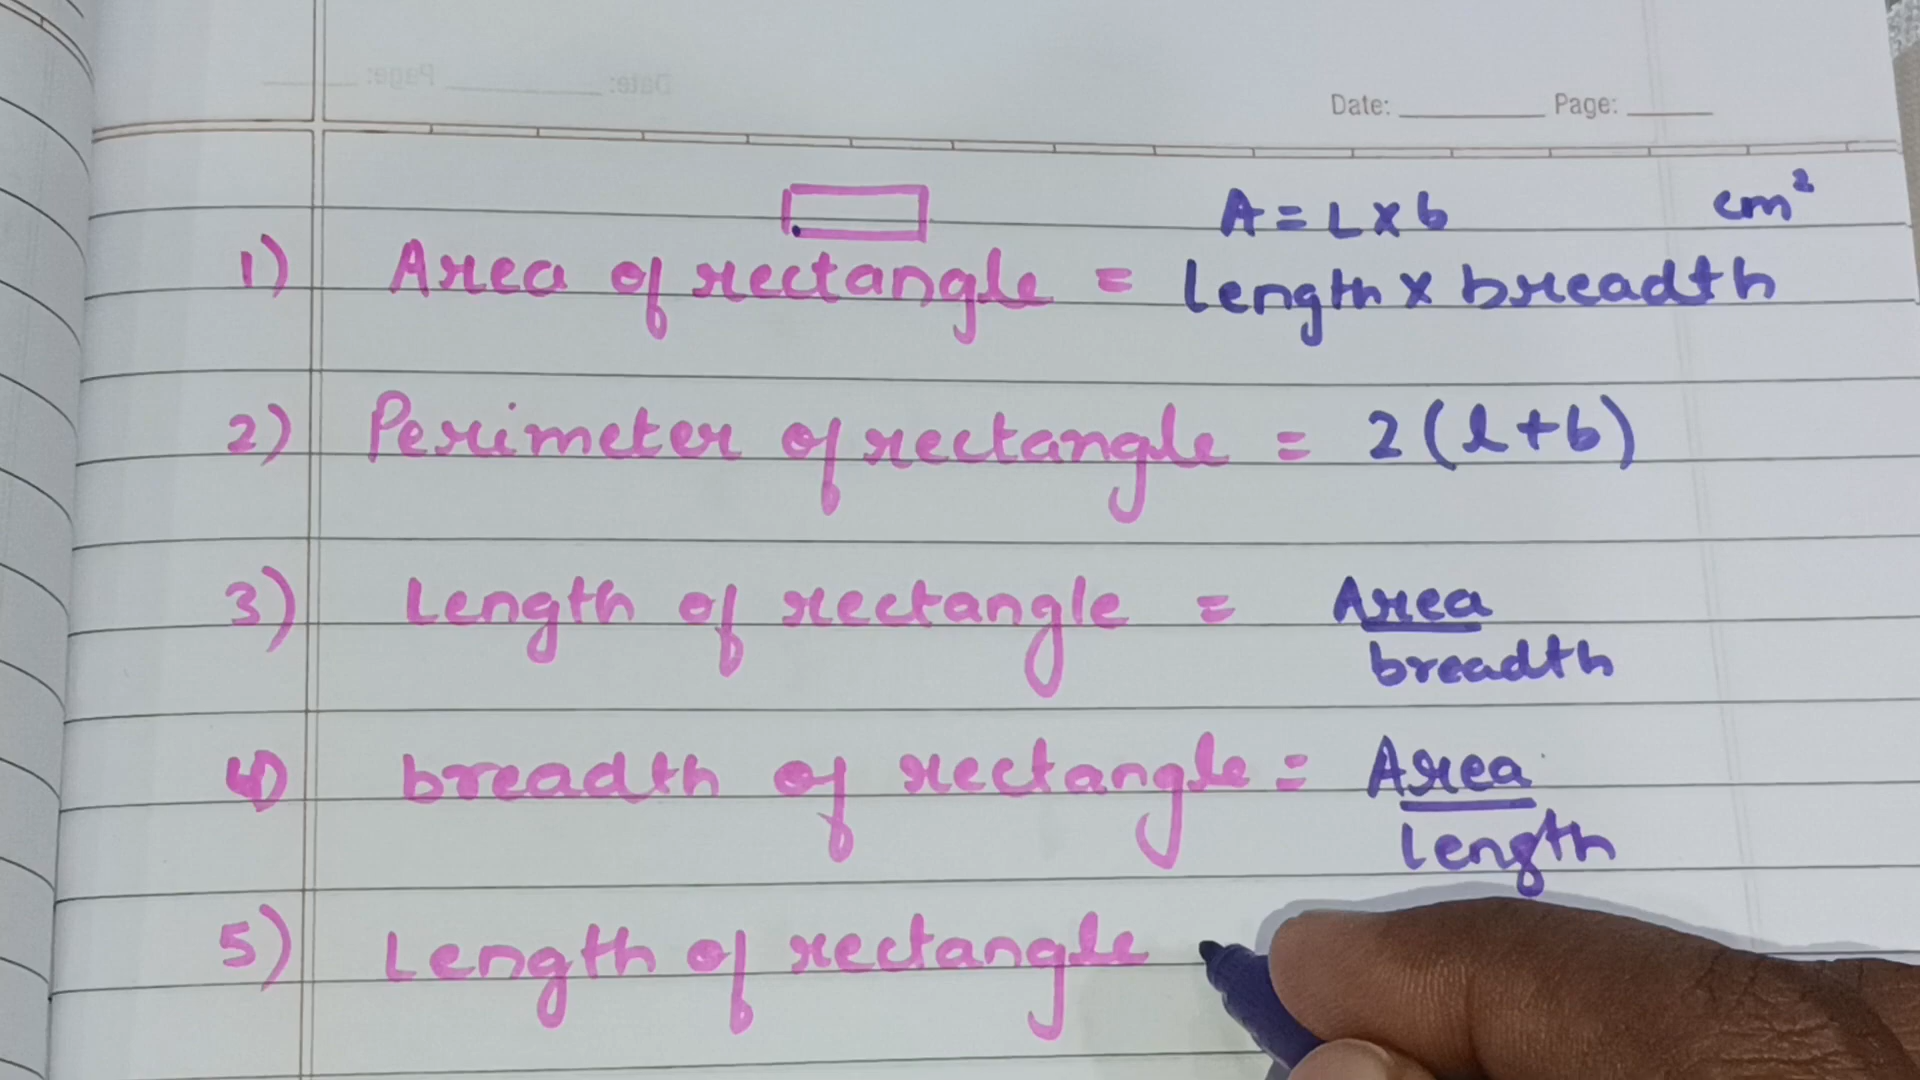 Date: Page:
A = L x b cm²
1) Area of rectangle = length x breadth
2) Perimeter of rectangle = 2 (l + b)
3) Length of rectangle = Area
breadth
4) breadth of rectangle = Area
length
5) Length of rectangle